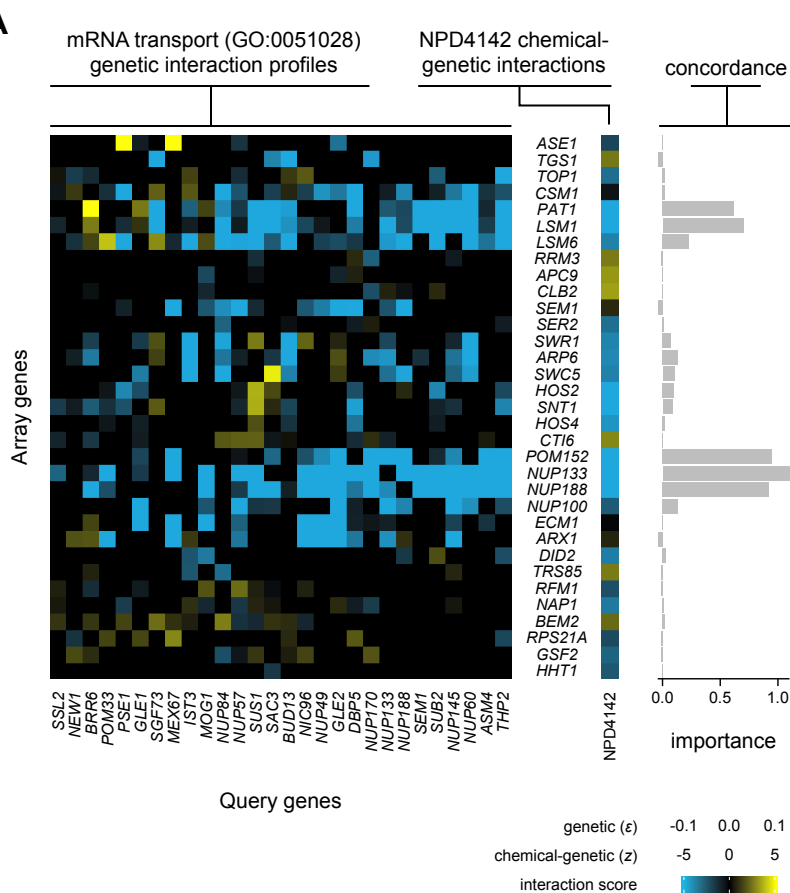 A
mRNA transport (GO:0051028)
genetic interaction profiles
NPD4142 chemical-
genetic interactions
concordance
ASE1
TGS1
TOP1
CSM1
PAT1
LSM1
LSM6
RRM3
APC9
CLB2
SEM1
SER2
SWR1
ARP6
SWC5
HOS2
SNT1
HOS4
CTI6
POM152
NUP133
NUP188
NUP100
ECM1
ARX1
DID2
TRS85
RFM1
NAP1
BEM2
RPS21A
GSF2
HHT1
Array genes
SSL2
NEW1
BRR6
POM33
PSE1
GLE1
SGF73
MEX67
IST3
MOG1
NUP84
NUP57
SUS1
SAC3
BUD13
NIC96
NUP49
GLE2
DBP5
NUP170
NUP133
NUP188
SEM1
SUB2
NUP145
NUP60
ASM4
THP2
NPD4142
0.0 0.5 1.0
importance
Query genes
genetic (ε) -0.1 0.0 0.1
chemical-genetic (z) -5 0 5
interaction score